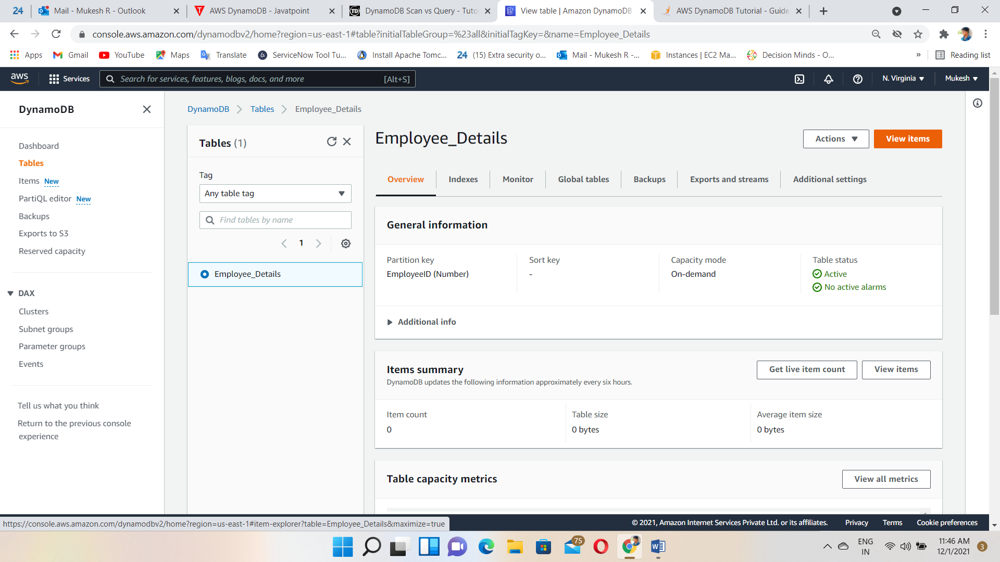 24
Mail - Mukesh R - Outlook
AWS DynamoDB - Javatpoint
DynamoDB Scan vs Query - Tuto
View table | Amazon DynamoDB
AWS DynamoDB Tutorial - Guide
console.aws.amazon.com/dynamodbv2/home?region=us-east-1#table?initialTableGroup=%23all&initialTagKey=&name=Employee_Details
Apps
Gmail
YouTube
Maps
Translate
ServiceNow Tool Tu...
Install Apache Tomc...
24 (15) Extra security o...
Mail - Mukesh R -...
Instances | EC2 Ma...
Decision Minds - O...
»
Reading list
aws
Services
Search for services, features, blogs, docs, and more
[Alt+S]
N. Virginia
Mukesh
DynamoDB
Dashboard
Tables
Items New
PartiQL editor New
Backups
Exports to S3
Reserved capacity
DAX
Clusters
Subnet groups
Parameter groups
Events
Tell us what you think
Return to the previous console
experience
DynamoDB
Tables
Employee_Details
Tables (1)
Tag
Any table tag
Find tables by name
1
Employee_Details
Employee_Details
Actions
View items
Overview
Indexes
Monitor
Global tables
Backups
Exports and streams
Additional settings
General information
Partition key
EmployeeID (Number)
Sort key
-
Capacity mode
On-demand
Table status
Active
No active alarms
Additional info
Items summary
DynamoDB updates the following information approximately every six hours.
Get live item count
View items
Item count
0
Table size
0 bytes
Average item size
0 bytes
Table capacity metrics
View all metrics
https://console.aws.amazon.com/dynamodbv2/home?region=us-east-1#item-explorer?table=Employee_Details&maximize=true
© 2021, Amazon Internet Services Private Ltd. or its affiliates.
Privacy
Terms
Cookie preferences
75
ENG
IN
11:46 AM
12/1/2021
3